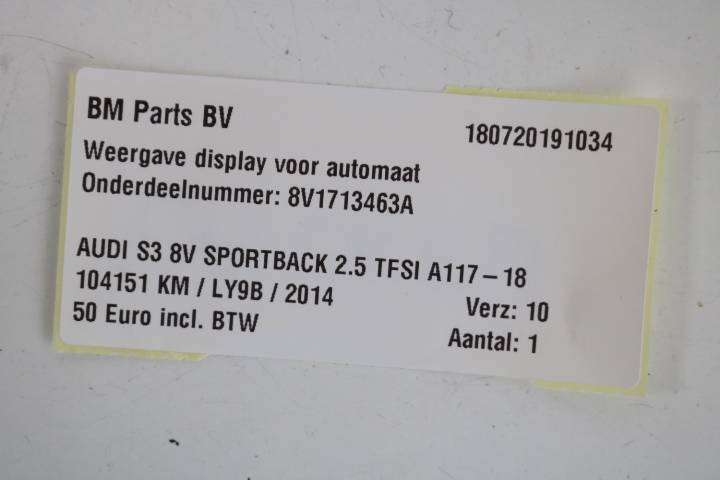 BM Parts BV
180720191034
Weergave display voor automaat
Onderdeelnummer: 8V1713463A
AUDI S3 8V SPORTBACK 2.5 TFSI A117-18
104151 KM / LY9B / 2014
Verz: 10
50 Euro incl. BTW
Aantal: 1